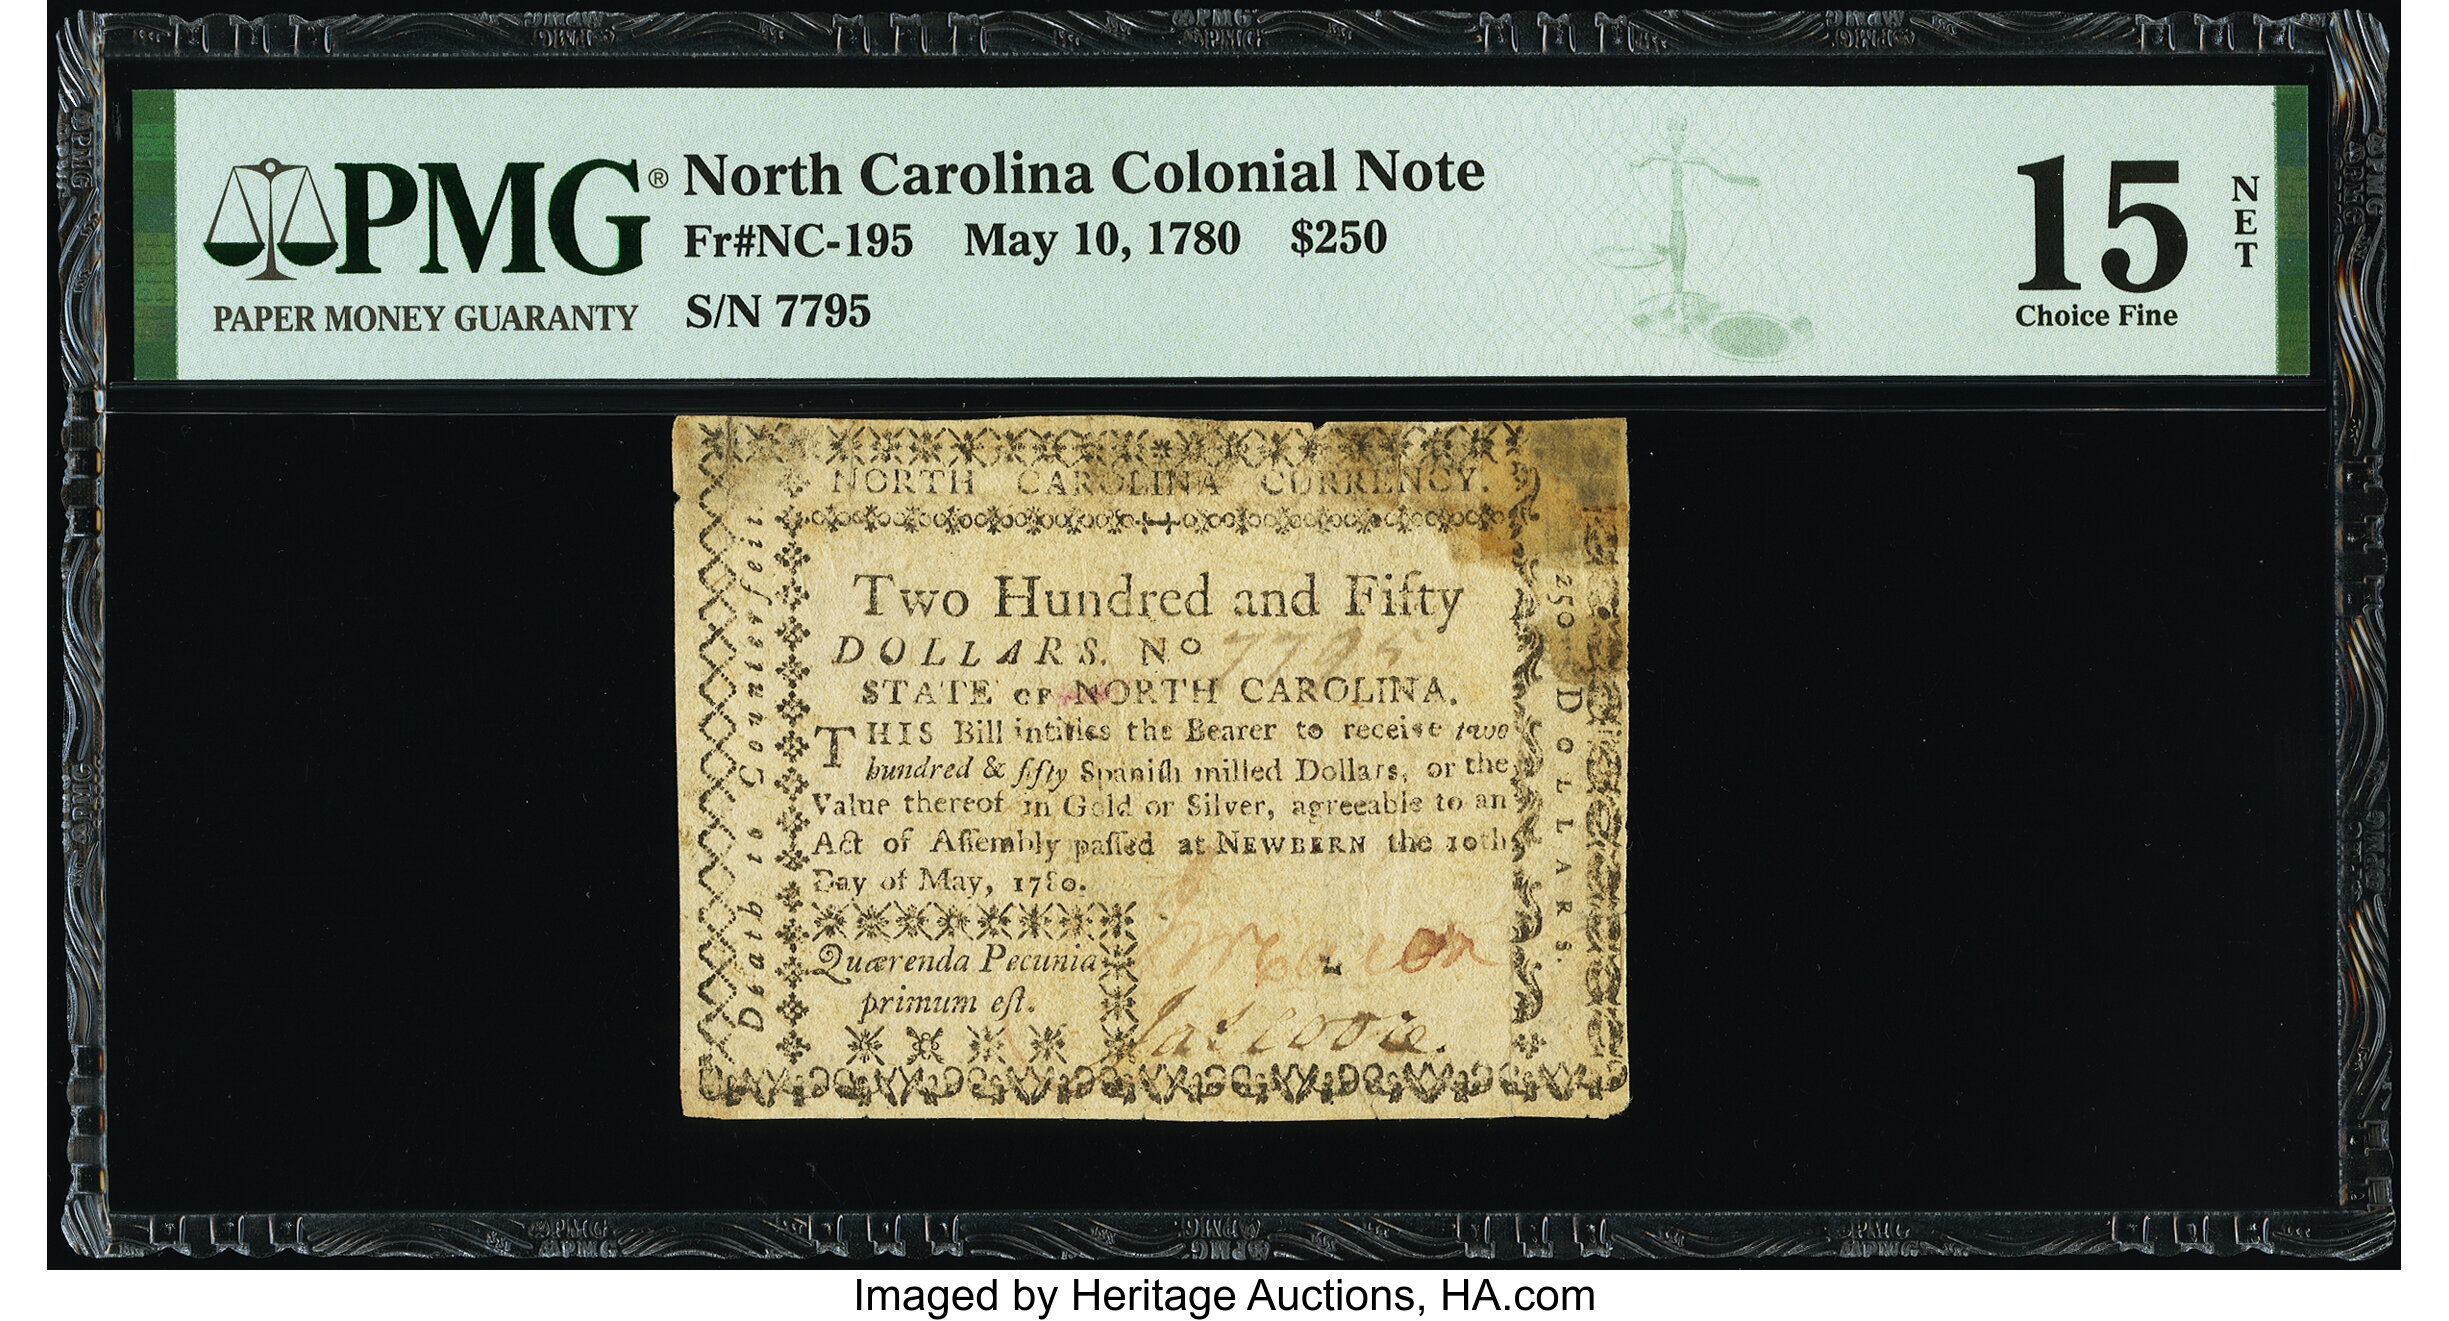 PMG® North Carolina Colonial Note
Fr#NC-195 May 10, 1780 $250
PAPER MONEY GUARANTY S/N 7795
15 NET
Choice Fine
NORTH CAROLINA CURRENCY.
Two Hundred and Fifty
DOLLARS. No 7795
STATE OF NORTH CAROLINA.
THIS Bill intitles the Bearer to receive two
hundred & fifty Spaniſh milled Dollars, or the
Value thereof in Gold or Silver, agreeable to an
Act of Aſſembly paſſed at NEWBERN the 10th
Day of May, 1780.
Quærenda Pecunia
primum eſt.
Death to Counterfeit
250 DOLLARS.
Imaged by Heritage Auctions, HA.com